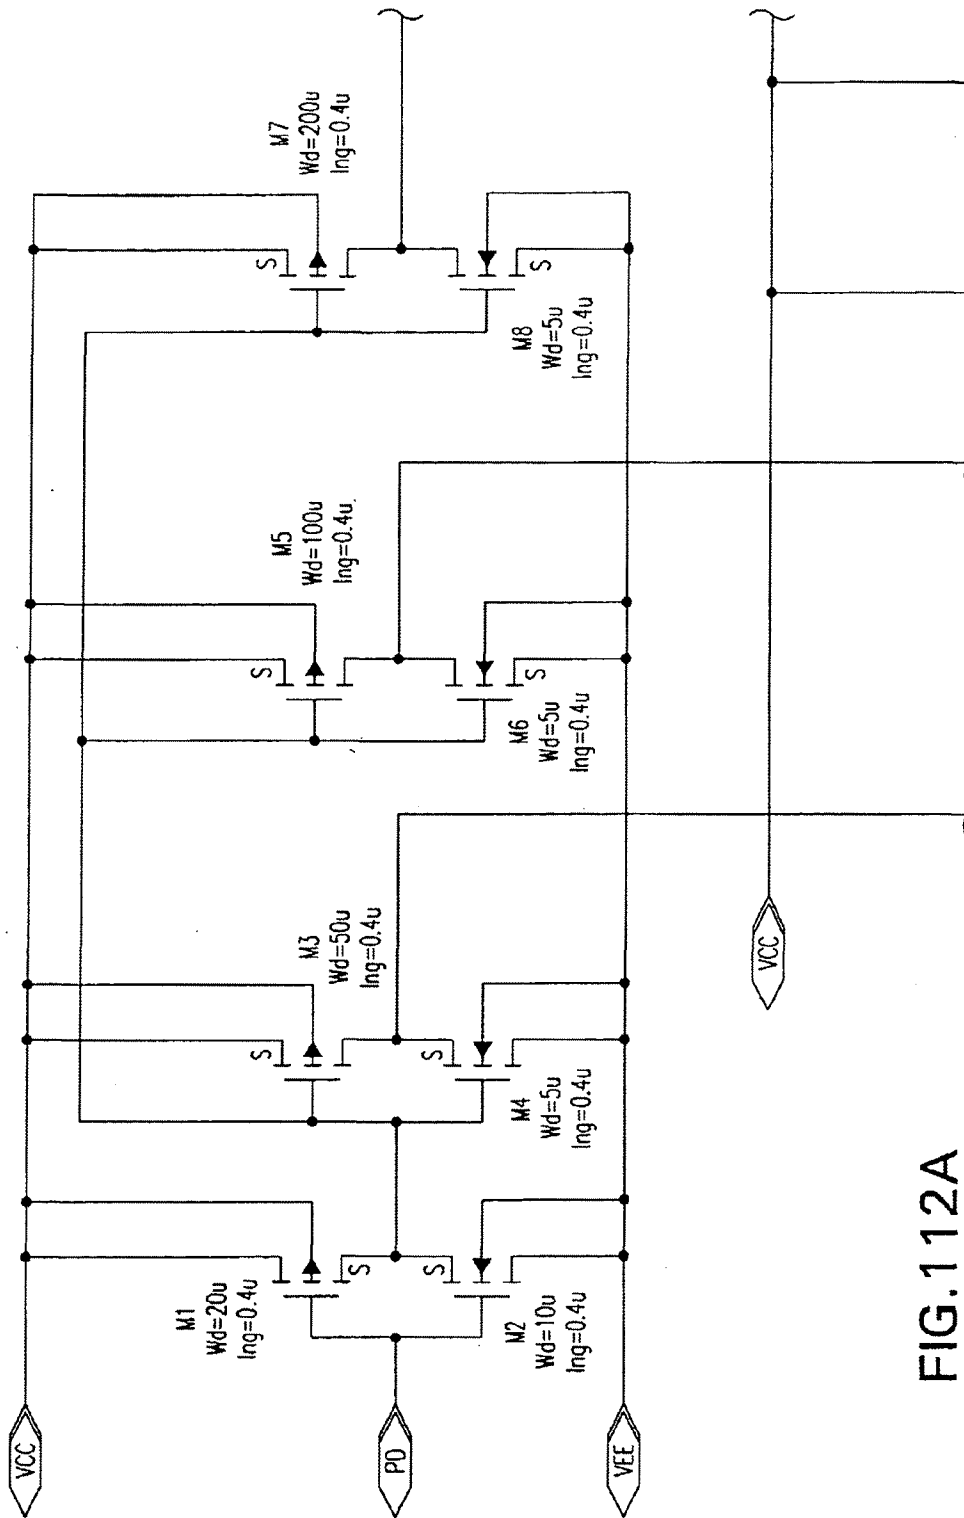 VCC
PD
VEE
M1
Wd=20u
lng=0.4u
S
S
M2
Wd=10u
lng=0.4u
M3
Wd=50u
lng=0.4u
S
S
M4
Wd=5u
lng=0.4u
M5
Wd=100u
lng=0.4u
S
S
M6
Wd=5u
lng=0.4u
M7
Wd=200u
lng=0.4u
S
S
M8
Wd=5u
lng=0.4u
VCC
FIG.112A